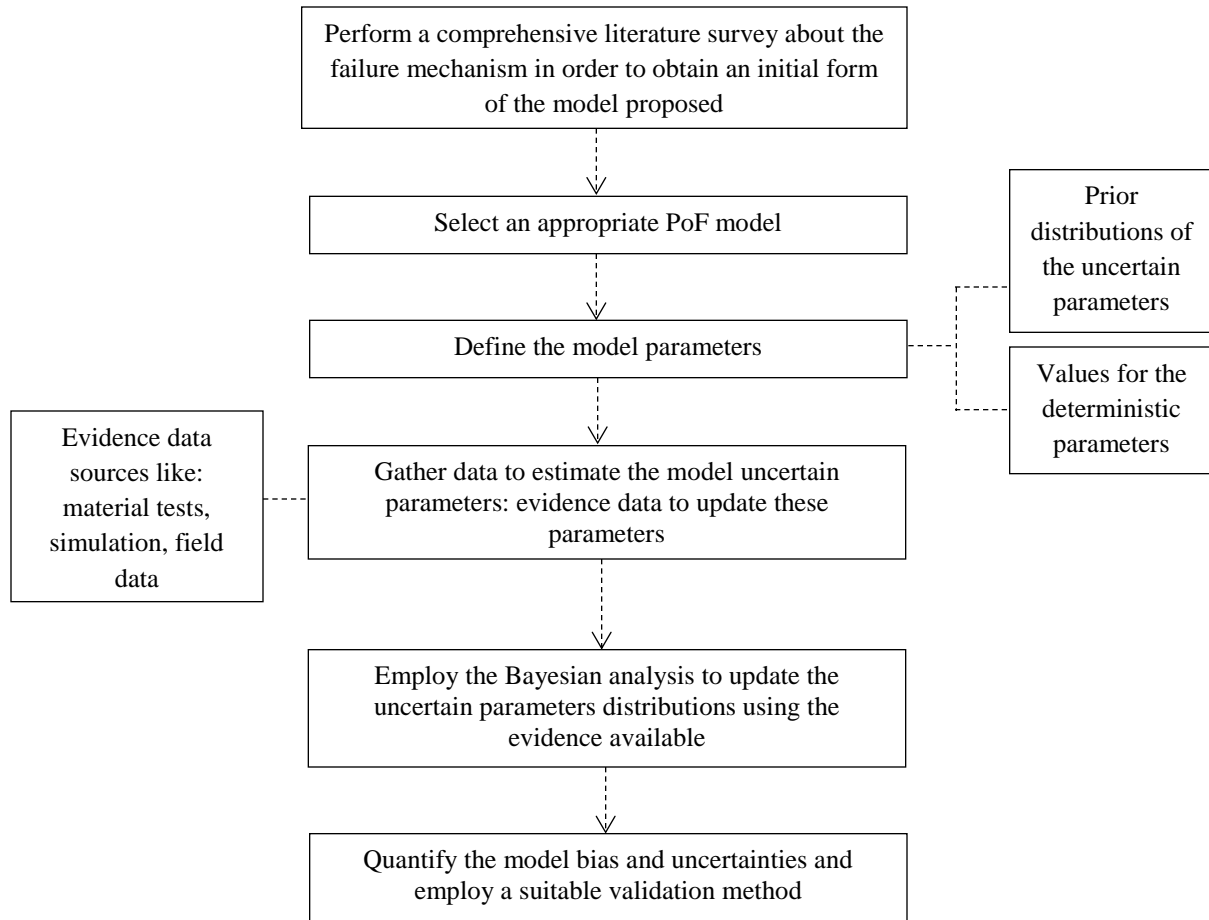 Perform a comprehensive literature survey about the
failure mechanism in order to obtain an initial form
of the model proposed
Select an appropriate PoF model
Prior
distributions of
the uncertain
parameters
Define the model parameters
Values for the
deterministic
parameters
Evidence data
sources like:
material tests,
simulation, field
data
Gather data to estimate the model uncertain
parameters: evidence data to update these
parameters
Employ the Bayesian analysis to update the
uncertain parameters distributions using the
evidence available
Quantify the model bias and uncertainties and
employ a suitable validation method